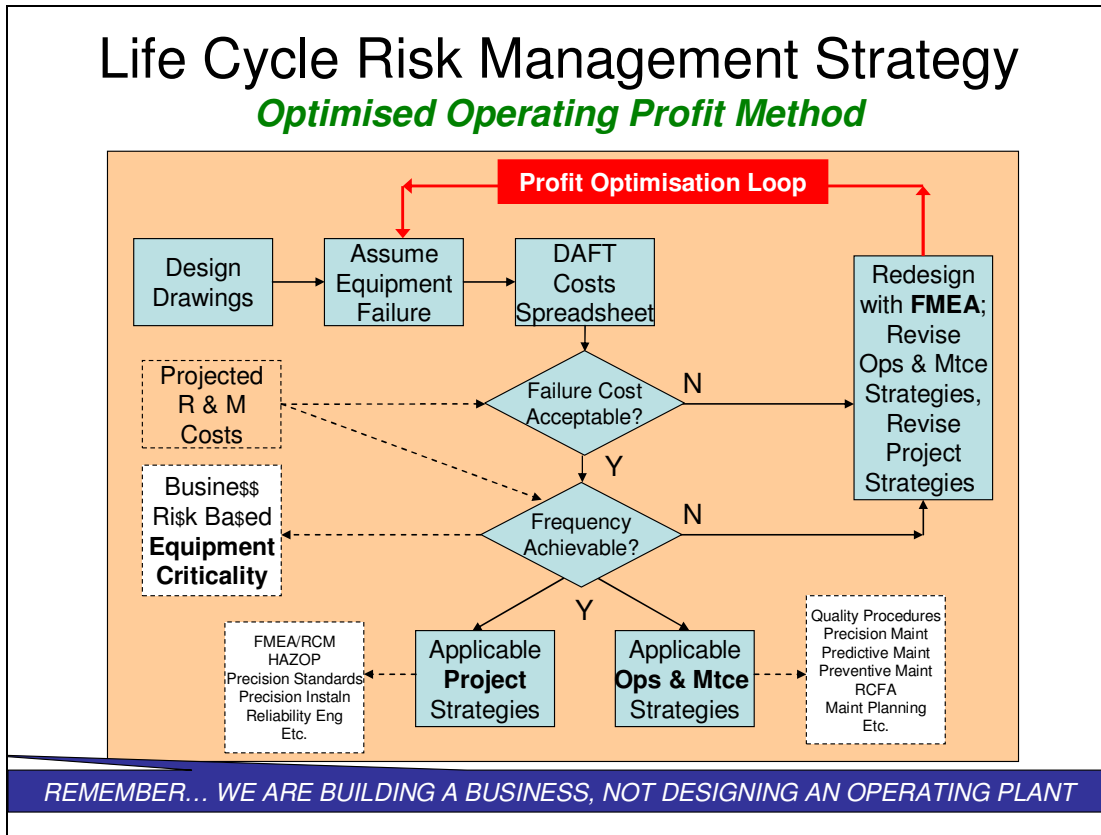 Life Cycle Risk Management Strategy
Optimised Operating Profit Method
Profit Optimisation Loop
Design
Drawings
Assume
Equipment
Failure
DAFT
Costs
Spreadsheet
Redesign
with FMEA;
Revise
Ops & Mtce
Strategies,
Revise
Project
Strategies
Projected
R & M
Costs
Failure Cost
Acceptable?
N
Y
Busine$$
Ri$k Ba$ed
Equipment
Criticality
Frequency
Achievable?
N
Y
FMEA/RCM
HAZOP
Precision Standards
Precision Instaln
Reliability Eng
Etc.
Applicable
Project
Strategies
Applicable
Ops & Mtce
Strategies
Quality Procedures
Precision Maint
Predictive Maint
Preventive Maint
RCFA
Maint Planning
Etc.
REMEMBER… WE ARE BUILDING A BUSINESS, NOT DESIGNING AN OPERATING PLANT